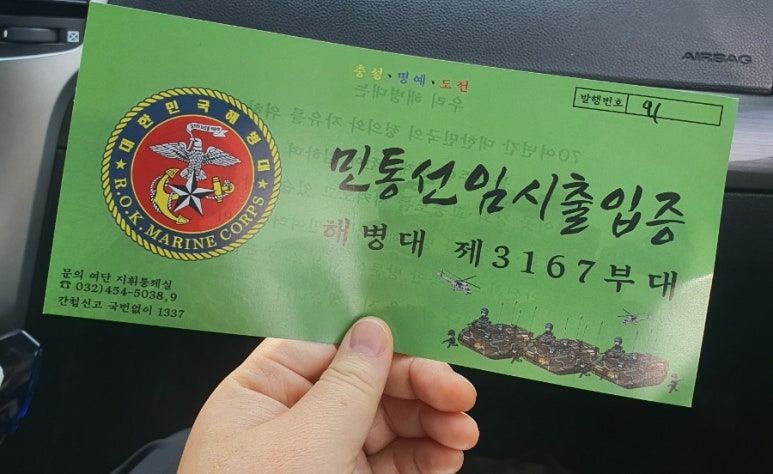 AIRBAG
충성、명예、도전
발행번호 91
대한민국해병대
R.O.K. MARINE CORPS
민통선임시출입증
해병대 제3167부대
문의 여단 지휘통제실
☎ 032)454-5038,9
간첩신고 국번없이 1337